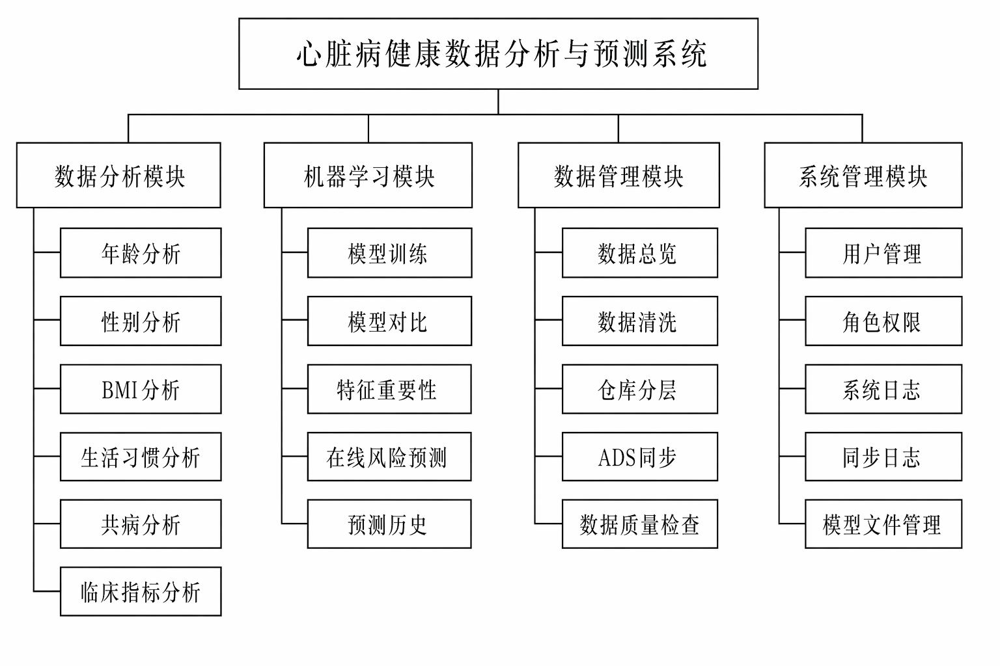 心脏病健康数据分析与预测系统
数据分析模块
年龄分析
性别分析
BMI分析
生活习惯分析
共病分析
临床指标分析
机器学习模块
模型训练
模型对比
特征重要性
在线风险预测
预测历史
数据管理模块
数据总览
数据清洗
仓库分层
ADS同步
数据质量检查
系统管理模块
用户管理
角色权限
系统日志
同步日志
模型文件管理